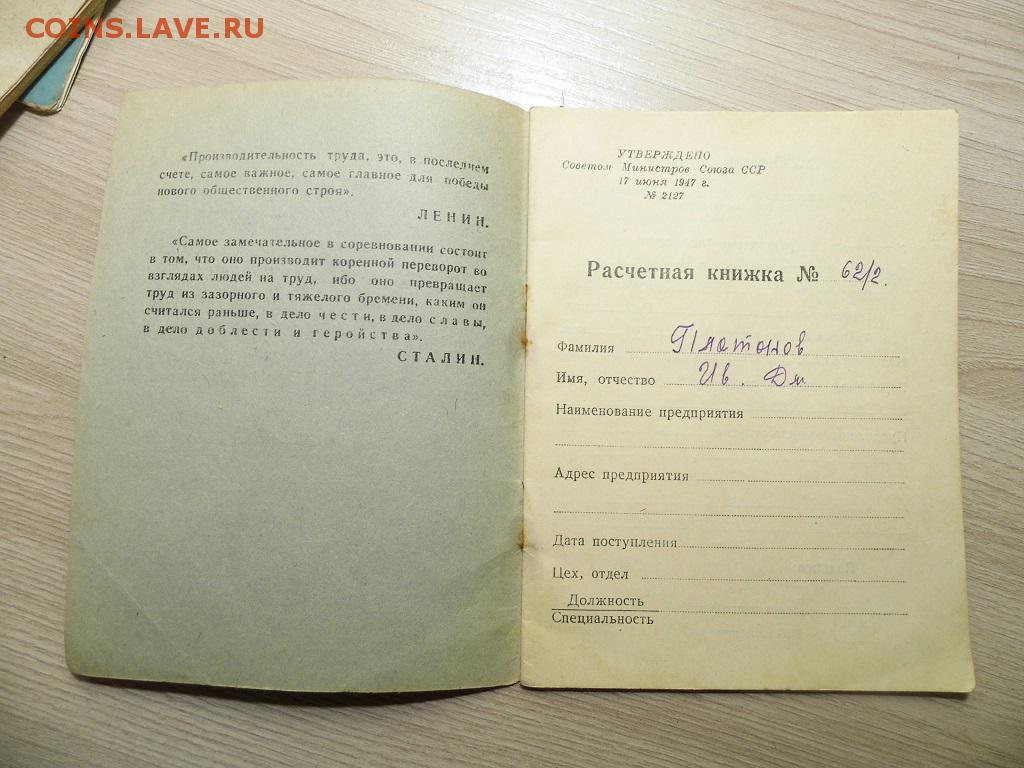 COINS.LAVE.RU
«Производительность труда, это, в последнем
счете, самое важное, самое главное для победы
нового общественного строя».
ЛЕНИН.
«Самое замечательное в соревновании состоит
в том, что оно производит коренной переворот во
взглядах людей на труд, ибо оно превращает
труд из зазорного и тяжелого бремени, каким он
считался раньше, в дело чести, в дело славы,
в дело доблести и геройства».
СТАЛИН.
УТВЕРЖДЕНО
Советом Министров Союза ССР
17 июня 1947 г.
№ 2127
Расчетная книжка № 62/2.
Фамилия Платонов
Имя, отчество Ив. Дм
Наименование предприятия
Адрес предприятия
Дата поступления
Цех, отдел
Должность
Специальность